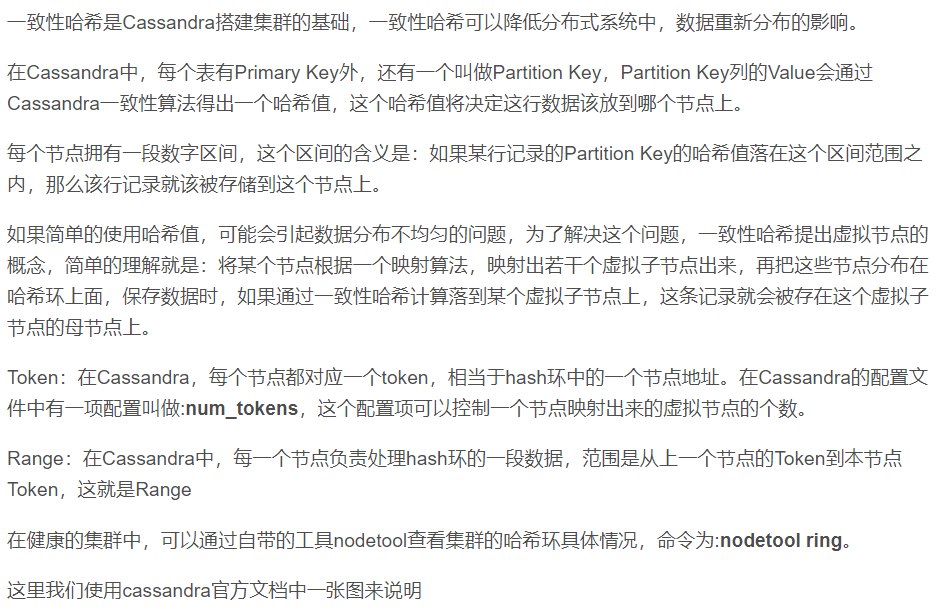 一致性哈希是Cassandra搭建集群的基础，一致性哈希可以降低分布式系统中，数据重新分布的影响。
在Cassandra中，每个表有Primary Key外，还有一个叫做Partition Key，Partition Key列的Value会通过
Cassandra一致性算法得出一个哈希值，这个哈希值将决定这行数据该放到哪个节点上。
每个节点拥有一段数字区间，这个区间的含义是：如果某行记录的Partition Key的哈希值落在这个区间范围之
内，那么该行记录就该被存储到这个节点上。
如果简单的使用哈希值，可能会引起数据分布不均匀的问题，为了解决这个问题，一致性哈希提出虚拟节点的
概念，简单的理解就是：将某个节点根据一个映射算法，映射出若干个虚拟子节点出来，再把这些节点分布在
哈希环上面，保存数据时，如果通过一致性哈希计算落到某个虚拟子节点上，这条记录就会被存在这个虚拟子
节点的母节点上。
Token：在Cassandra，每个节点都对应一个token，相当于hash环中的一个节点地址。在Cassandra的配置文
件中有一项配置叫做:num_tokens，这个配置项可以控制一个节点映射出来的虚拟节点的个数。
Range：在Cassandra中，每一个节点负责处理hash环的一段数据，范围是从上一个节点的Token到本节点
Token，这就是Range
在健康的集群中，可以通过自带的工具nodetool查看集群的哈希环具体情况，命令为:nodetool ring。
这里我们使用cassandra官方文档中一张图来说明